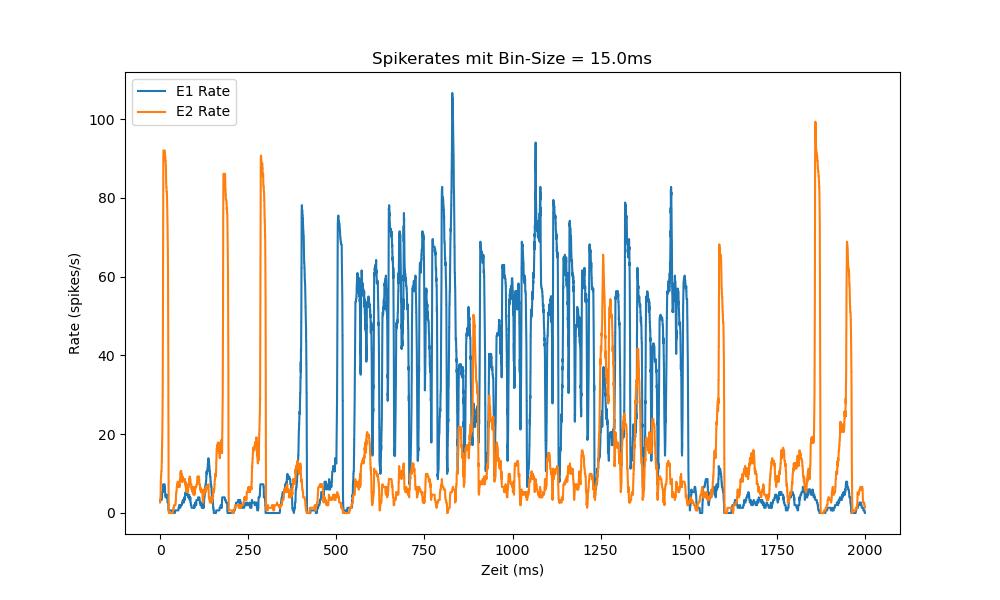 Spikerates mit Bin-Size = 15.0ms
E1 Rate
E2 Rate
Rate (spikes/s)
100
80
60
40
20
0
0 250 500 750 1000 1250 1500 1750 2000
Zeit (ms)